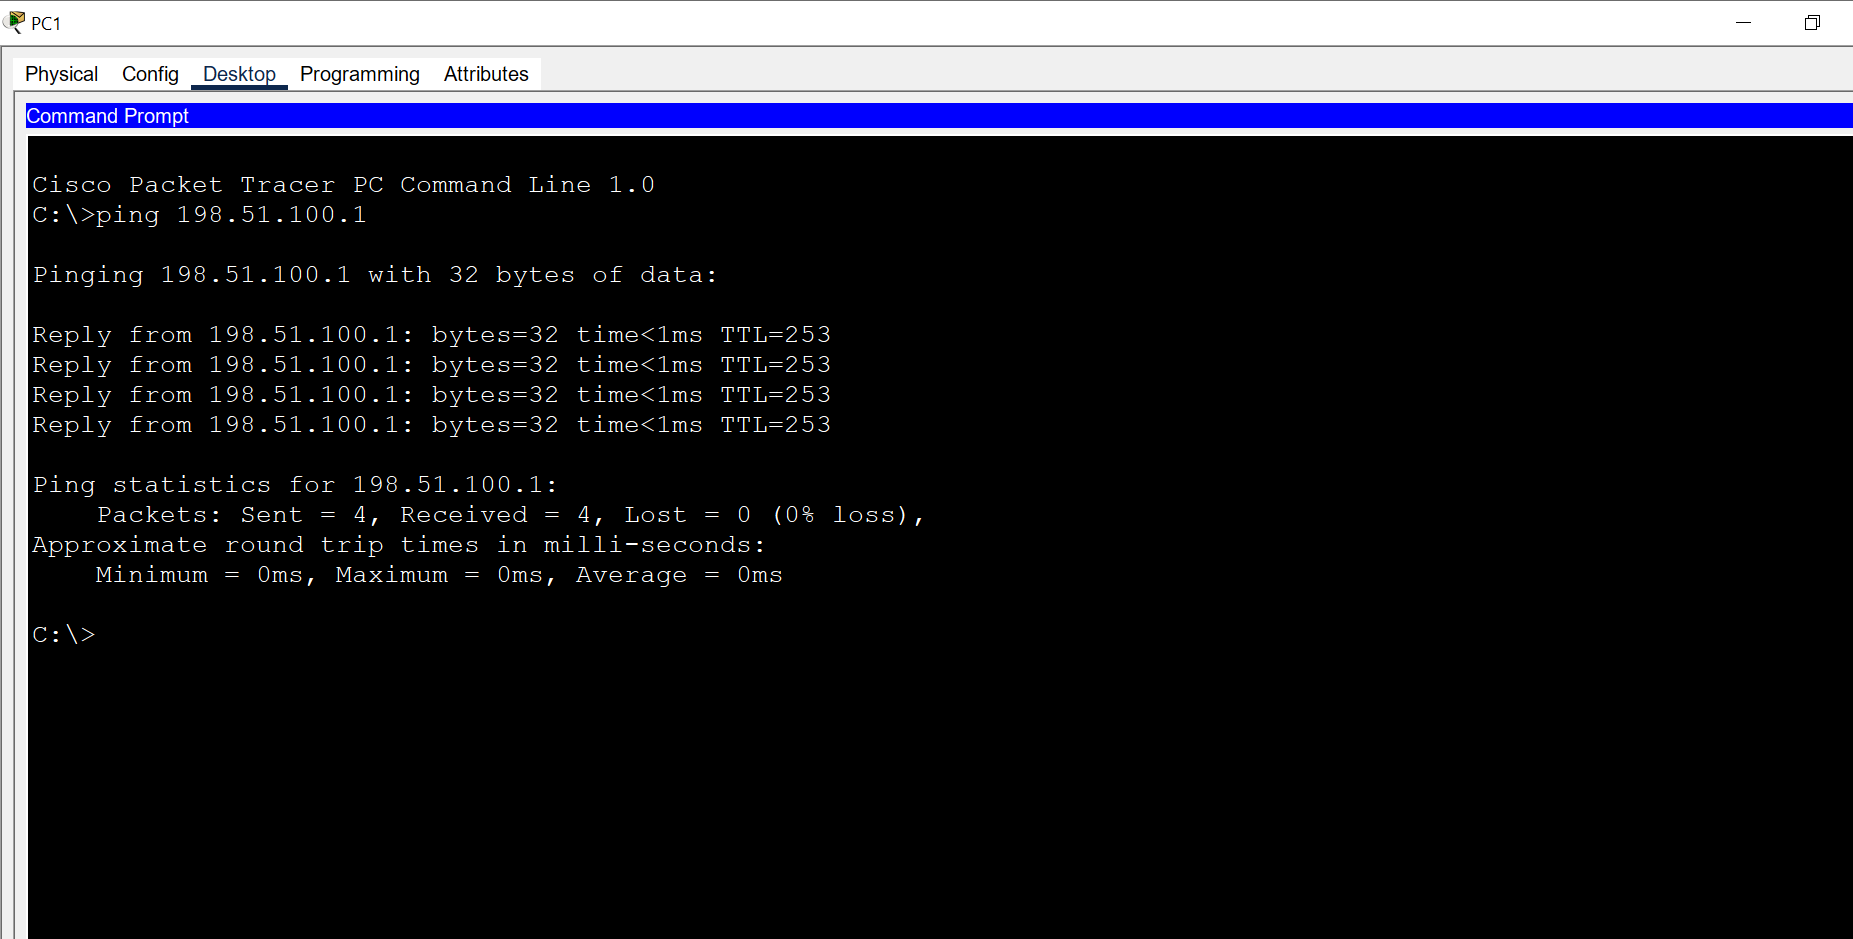 PC1
Physical Config Desktop Programming Attributes
Command Prompt
Cisco Packet Tracer PC Command Line 1.0
C:\>ping 198.51.100.1
Pinging 198.51.100.1 with 32 bytes of data:
Reply from 198.51.100.1: bytes=32 time<1ms TTL=253
Reply from 198.51.100.1: bytes=32 time<1ms TTL=253
Reply from 198.51.100.1: bytes=32 time<1ms TTL=253
Reply from 198.51.100.1: bytes=32 time<1ms TTL=253
Ping statistics for 198.51.100.1:
    Packets: Sent = 4, Received = 4, Lost = 0 (0% loss),
Approximate round trip times in milli-seconds:
    Minimum = 0ms, Maximum = 0ms, Average = 0ms
C:\>